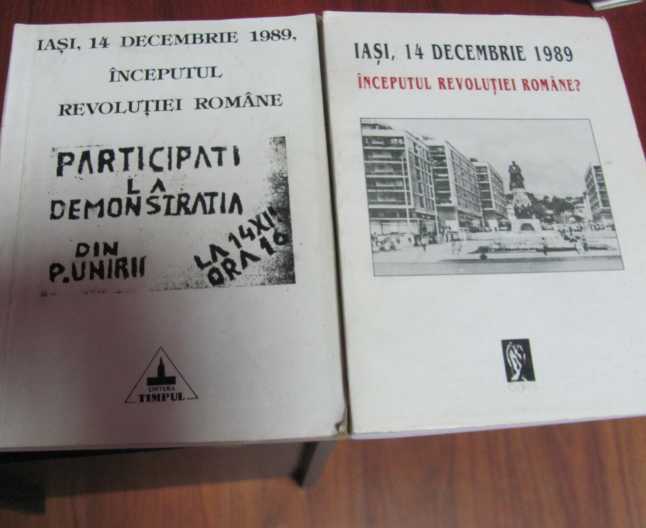 IAȘI, 14 DECEMBRIE 1989,
ÎNCEPUTUL
REVOLUȚIEI ROMÂNE
PARTICIPATI
LA
DEMONSTRATIA
DIN
P.UNIRII
LA 14XII
ORA 16
EDITURA
TIMPUL
IAȘI, 14 DECEMBRIE 1989
ÎNCEPUTUL REVOLUȚIEI ROMÂNE?